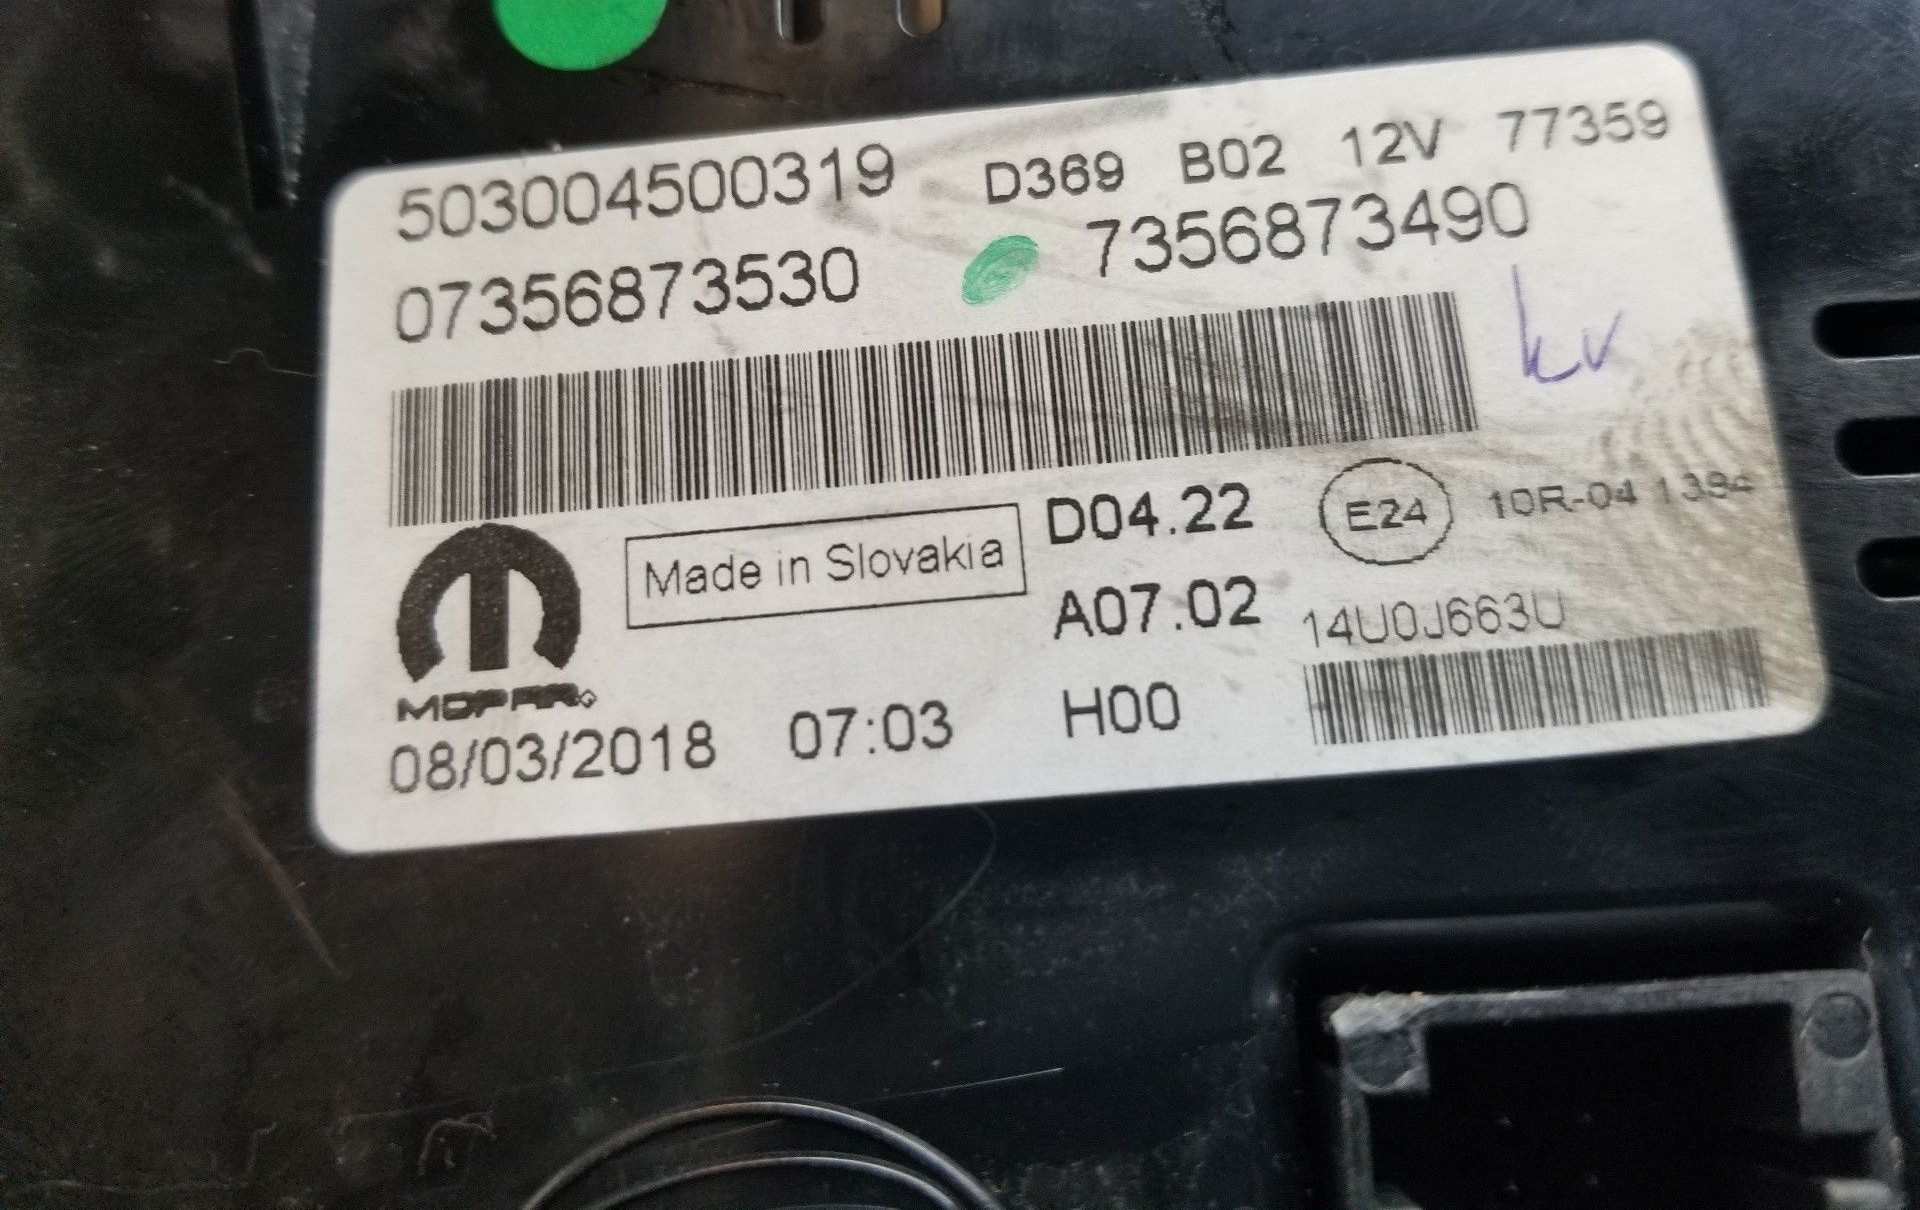 503004500319 D369 B02 12V 77359
07356873530 7356873490
kv
Made in Slovakia D04.22 E24 10R-04 1394
A07.02 14U0J663U
MOPAR
08/03/2018 07:03 H00